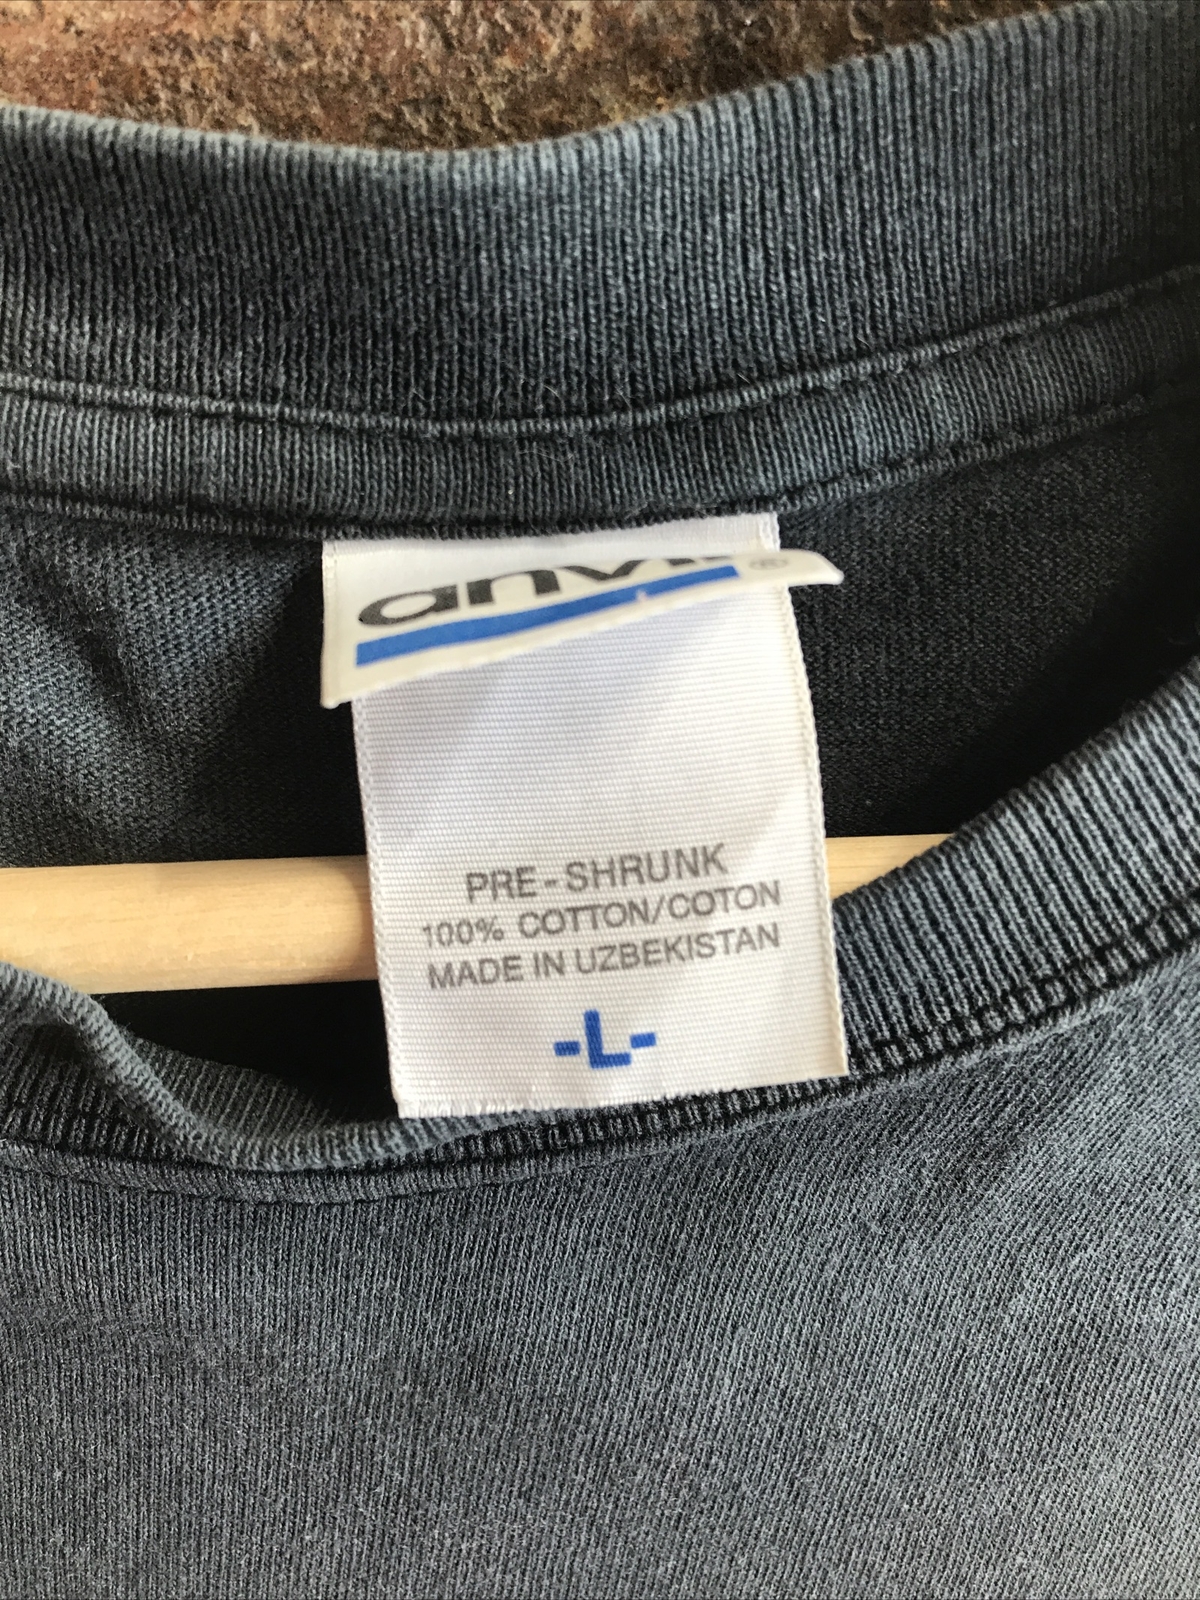 anvil®
PRE-SHRUNK
100% COTTON/COTON
MADE IN UZBEKISTAN
-L-